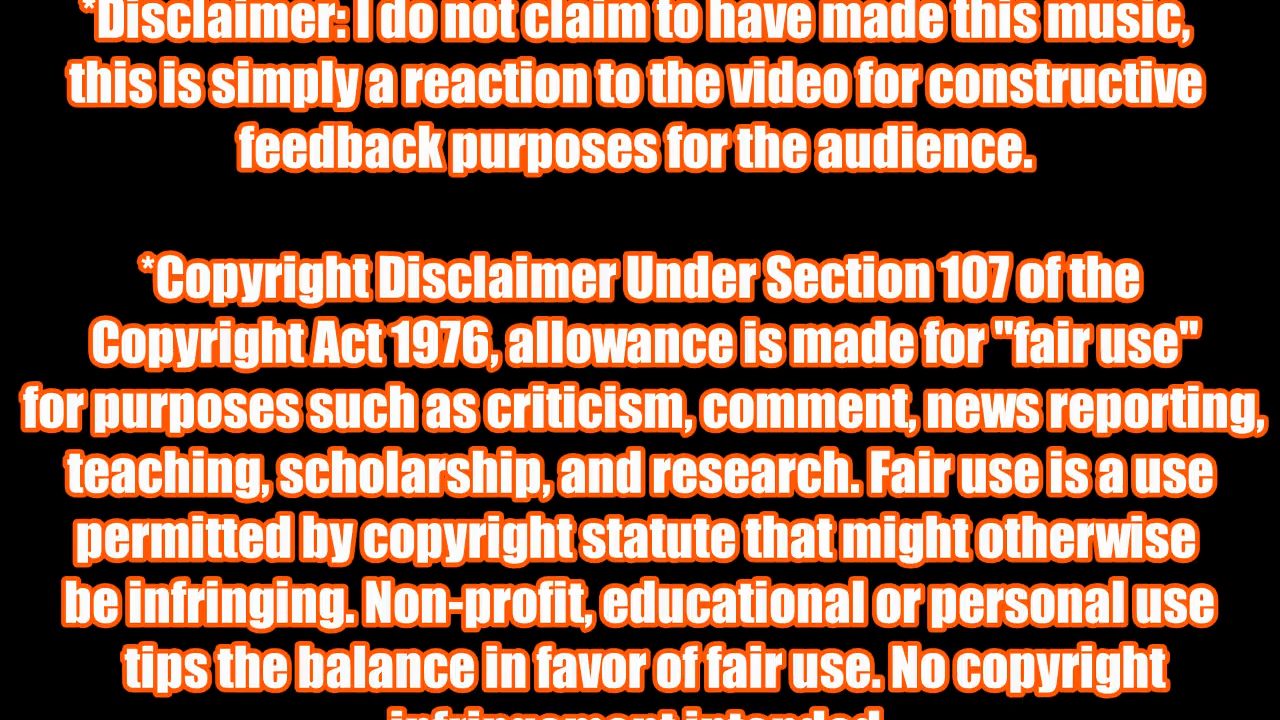 *Disclaimer: I do not claim to have made this music,
this is simply a reaction to the video for constructive
feedback purposes for the audience.
*Copyright Disclaimer Under Section 107 of the
Copyright Act 1976, allowance is made for "fair use"
for purposes such as criticism, comment, news reporting,
teaching, scholarship, and research. Fair use is a use
permitted by copyright statute that might otherwise
be infringing. Non-profit, educational or personal use
tips the balance in favor of fair use. No copyright
infringement intended